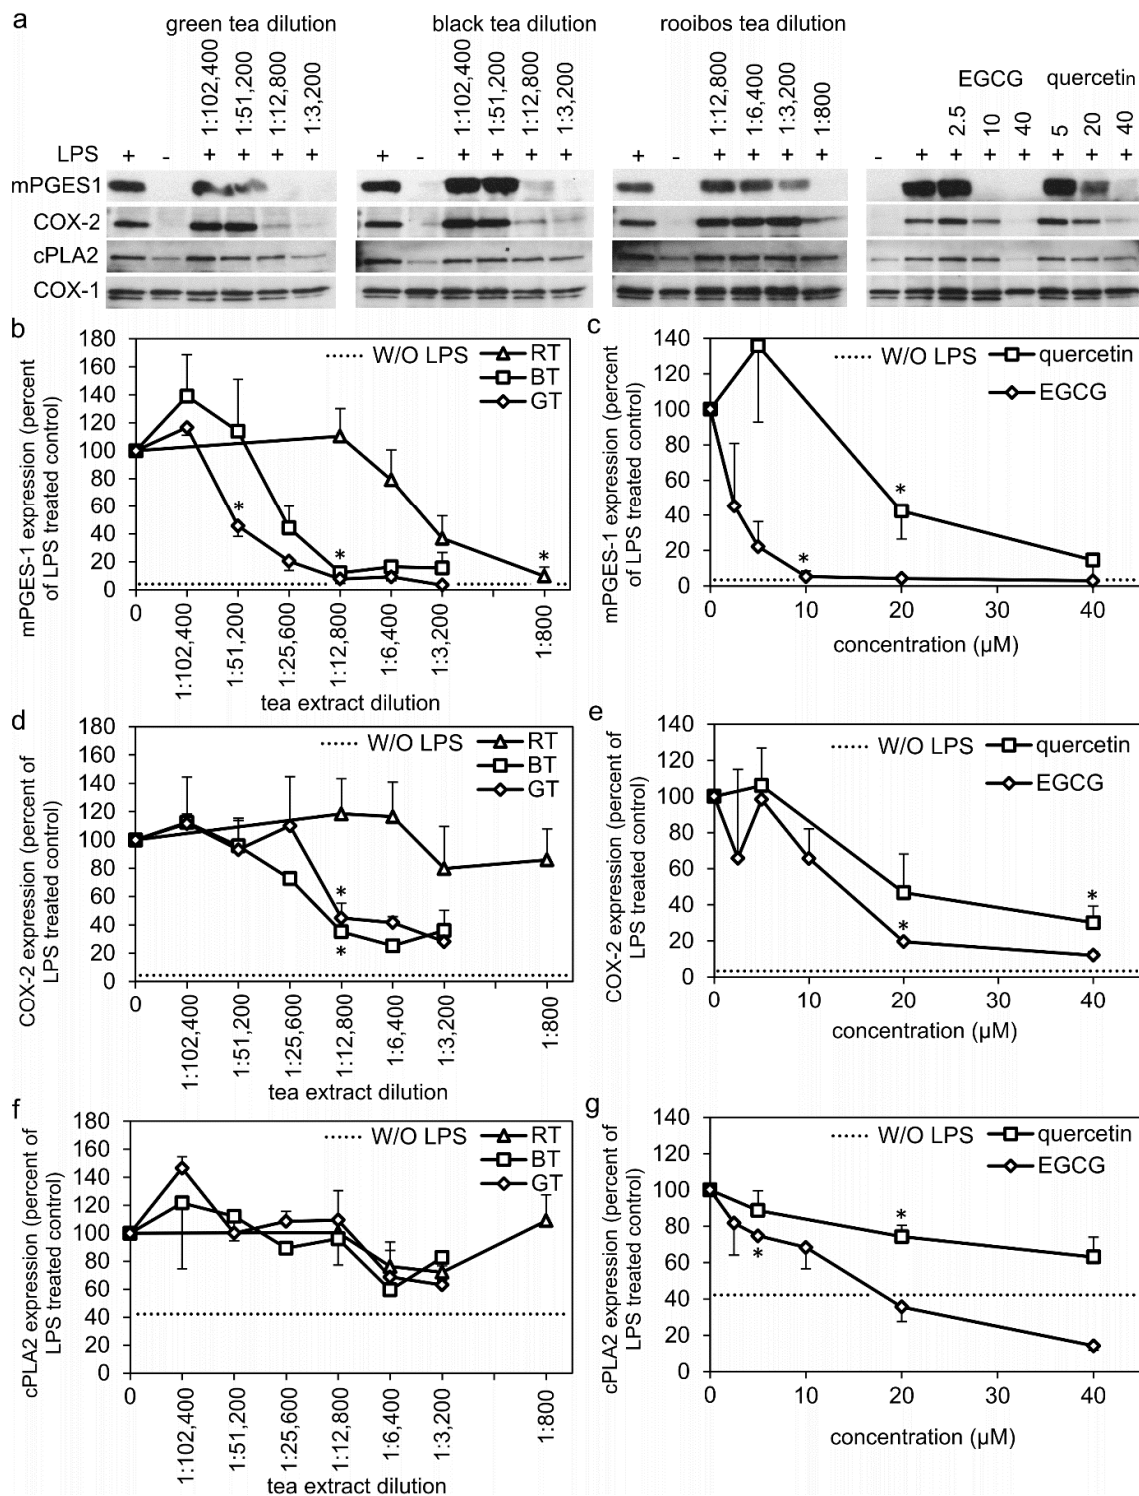 a
green tea dilution
black tea dilution
rooibos tea dilution
1:102,400
1:51,200
1:12,800
1:3,200
1:102,400
1:51,200
1:12,800
1:3,200
1:12,800
1:6,400
1:3,200
1:800
EGCG
quercetin
2.5
10
40
5
20
40
LPS + - + + + + + - + + + + + - + + + + - + + + + + + +
mPGES1
COX-2
cPLA2
COX-1
b
mPGES-1 expression (percent
of LPS treated control)
180
160
140
120
100
80
60
40
20
0
W/O LPS
RT
BT
GT
*
*
*
0
1:102,400
1:51,200
1:25,600
1:12,800
1:6,400
1:3,200
1:800
tea extract dilution
c
mPGES-1 expression (percent
of LPS treated control)
140
120
100
80
60
40
20
0
W/O LPS
quercetin
EGCG
*
*
0 10 20 30 40
concentration (µM)
d
COX-2 expression (percent of
LPS treated control)
180
160
140
120
100
80
60
40
20
0
W/O LPS
RT
BT
GT
*
*
0
1:102,400
1:51,200
1:25,600
1:12,800
1:6,400
1:3,200
1:800
tea extract dilution
e
COX-2 expression (percent of
LPS treated control)
140
120
100
80
60
40
20
0
W/O LPS
quercetin
EGCG
*
*
0 10 20 30 40
concentration (µM)
f
cPLA2 expression (percent of
LPS treated control)
180
160
140
120
100
80
60
40
20
0
W/O LPS
RT
BT
GT
0
1:102,400
1:51,200
1:25,600
1:12,800
1:6,400
1:3,200
1:800
tea extract dilution
g
cPLA2 expression (percent of
LPS treated control)
140
120
100
80
60
40
20
0
W/O LPS
quercetin
EGCG
*
*
0 10 20 30 40
concentration (µM)